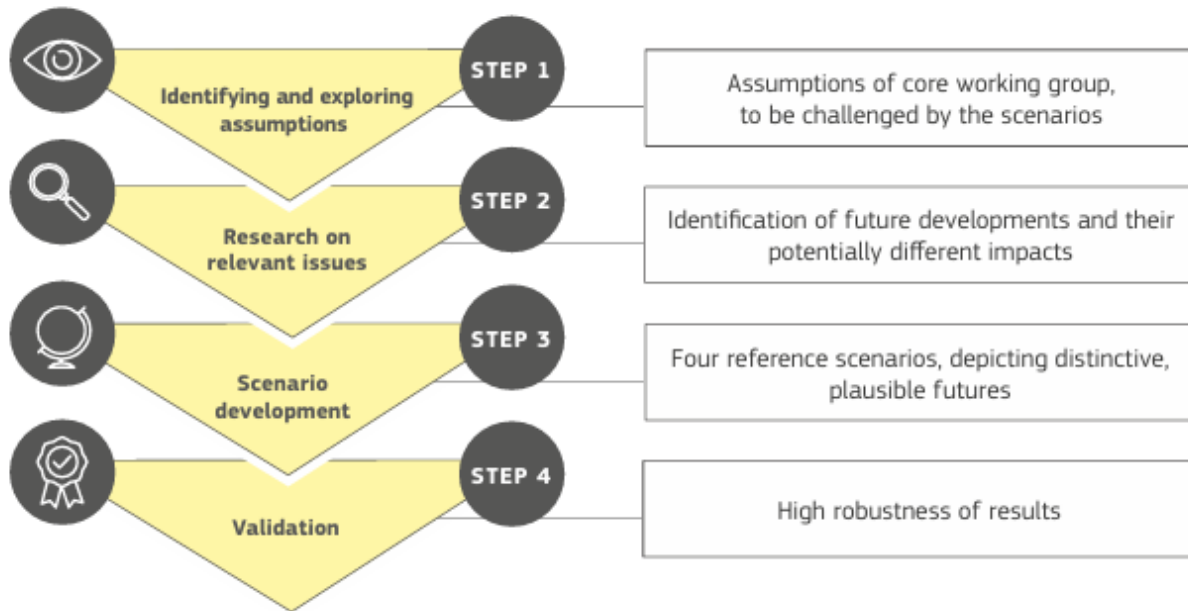 Identifying and exploring
assumptions
STEP 1
Assumptions of core working group,
to be challenged by the scenarios
Research on
relevant issues
STEP 2
Identification of future developments and their
potentially different impacts
Scenario
development
STEP 3
Four reference scenarios, depicting distinctive,
plausible futures
Validation
STEP 4
High robustness of results